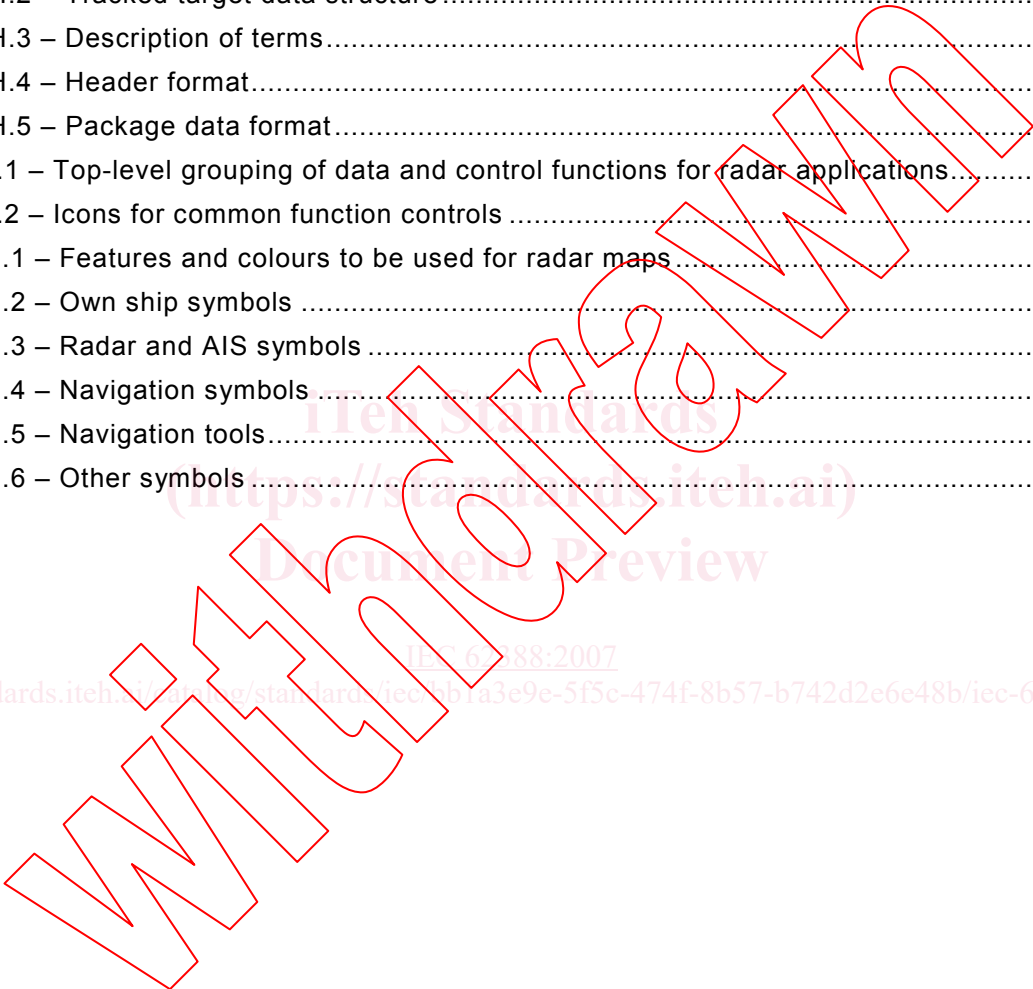 H.2 – Tracked target data structure
H.3 – Description of terms
H.4 – Header format
H.5 – Package data format
.1 – Top-level grouping of data and control functions for radar applications
.2 – Icons for common function controls
.1 – Features and colours to be used for radar maps
.2 – Own ship symbols
.3 – Radar and AIS symbols
.4 – Navigation symbols
iTeh Standards
.5 – Navigation tools
.6 – Other symbols
(https://standards.iteh.ai)
Document Preview
IEC 62388:2007
dards.iteh.ai/catalog/standards/iec/bb1a3e9e-5f5c-474f-8b57-b742d2e6e48b/iec-6
withdrawn